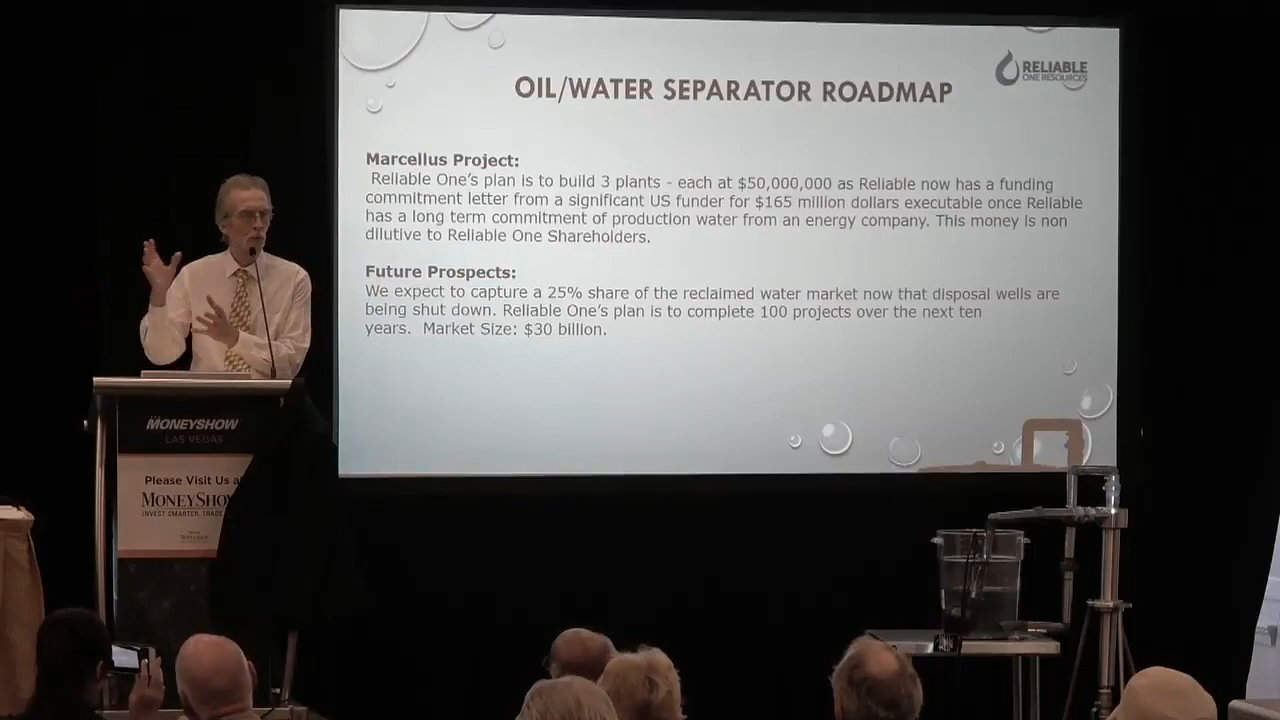 OIL/WATER SEPARATOR ROADMAP
RELIABLE
ONE RESOURCES
Marcellus Project:
Reliable One's plan is to build 3 plants - each at $50,000,000 as Reliable now has a funding
commitment letter from a significant US funder for $165 million dollars executable once Reliable
has a long term commitment of production water from an energy company. This money is non
dilutive to Reliable One Shareholders.
Future Prospects:
We expect to capture a 25% share of the reclaimed water market now that disposal wells are
being shut down. Reliable One's plan is to complete 100 projects over the next ten
years. Market Size: $30 billion.
MONEYSHOW
LAS VEGAS
Please Visit Us a
MONEYSHO
INVEST SMARTER, TRADE